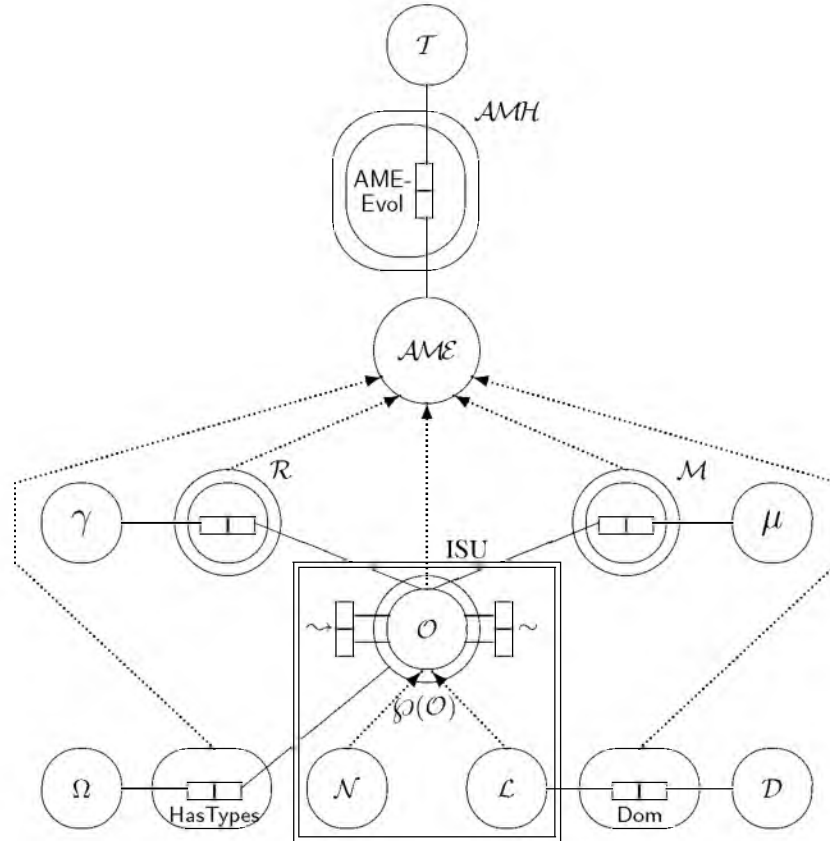 𝒯
𝒜ℳℋ
AME-
Evol
𝒜ℳℰ
ℛ
ℳ
γ
μ
ISU
⤳
𝒪
∼
℘(𝒪)
Ω
HasTypes
𝒩
ℒ
Dom
𝒟